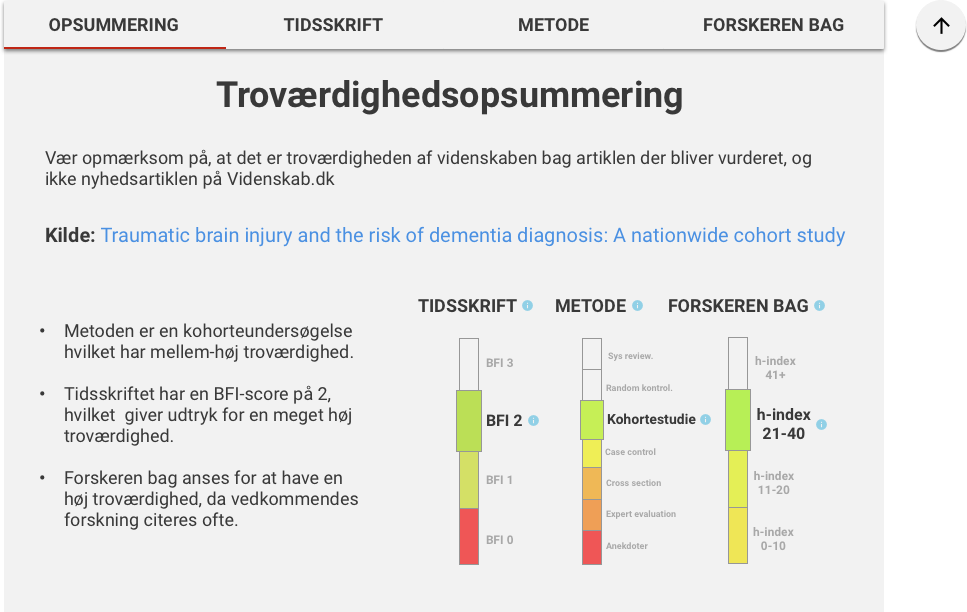 OPSUMMERING TIDSSKRIFT METODE FORSKEREN BAG
Troværdighedsopsummering
Vær opmærksom på, at det er troværdigheden af videnskaben bag artiklen der bliver vurderet, og
ikke nyhedsartiklen på Videnskab.dk
Kilde: Traumatic brain injury and the risk of dementia diagnosis: A nationwide cohort study
• Metoden er en kohorteundersøgelse
hvilket har mellem-høj troværdighed.
• Tidsskriftet har en BFI-score på 2,
hvilket giver udtryk for en meget høj
troværdighed.
• Forskeren bag anses for at have en
høj troværdighed, da vedkommendes
forskning citeres ofte.
TIDSSKRIFT
BFI 3
BFI 2
BFI 1
BFI 0
METODE
Sys review.
Random kontrol.
Kohortestudie
Case control
Cross section
Expert evaluation
Anekdoter
FORSKEREN BAG
h-index
41+
h-index
21-40
h-index
11-20
h-index
0-10